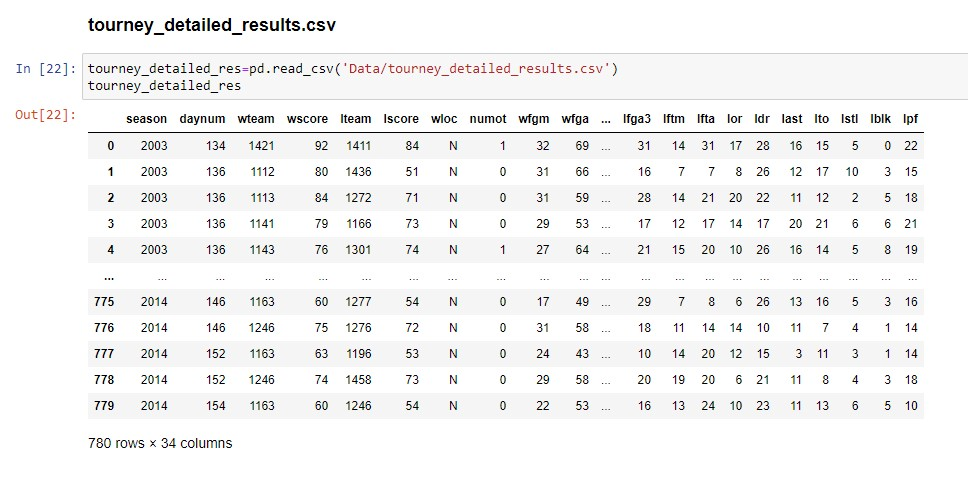 tourney_detailed_results.csv
In [22]: tourney_detailed_res=pd.read_csv('Data/tourney_detailed_results.csv')
tourney_detailed_res
Out[22]:
season daynum wteam wscore lteam lscore wloc numot wfgm wfga ... lfga3 lftm lfta lor ldr last lto lstl lblk lpf
0 2003 134 1421 92 1411 84 N 1 32 69 ... 31 14 31 17 28 16 15 5 0 22
1 2003 136 1112 80 1436 51 N 0 31 66 ... 16 7 7 8 26 12 17 10 3 15
2 2003 136 1113 84 1272 71 N 0 31 59 ... 28 14 21 20 22 11 12 2 5 18
3 2003 136 1141 79 1166 73 N 0 29 53 ... 17 12 17 14 17 20 21 6 6 21
4 2003 136 1143 76 1301 74 N 1 27 64 ... 21 15 20 10 26 16 14 5 8 19
... ... ... ... ... ... ... ... ... ... ... ... ... ... ... ... ... ... ... ... ... ...
775 2014 146 1163 60 1277 54 N 0 17 49 ... 29 7 8 6 26 13 16 5 3 16
776 2014 146 1246 75 1276 72 N 0 31 58 ... 18 11 14 14 10 11 7 4 1 14
777 2014 152 1163 63 1196 53 N 0 24 43 ... 10 14 20 12 15 3 11 3 1 14
778 2014 152 1246 74 1458 73 N 0 29 58 ... 20 19 20 6 21 11 8 4 3 18
779 2014 154 1163 60 1246 54 N 0 22 53 ... 16 13 24 10 23 11 13 6 5 10
780 rows × 34 columns